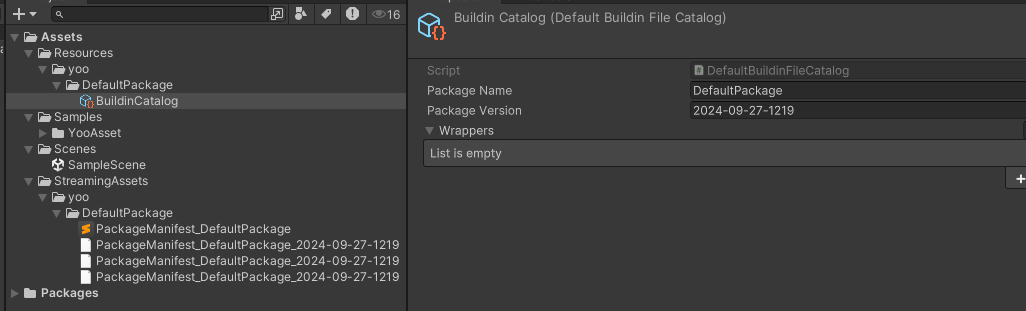 16
Assets
Resources
yoo
DefaultPackage
BuildinCatalog
Samples
YooAsset
Scenes
SampleScene
StreamingAssets
yoo
DefaultPackage
PackageManifest_DefaultPackage
PackageManifest_DefaultPackage_2024-09-27-1219
PackageManifest_DefaultPackage_2024-09-27-1219
PackageManifest_DefaultPackage_2024-09-27-1219
Packages
Buildin Catalog (Default Buildin File Catalog)
Script DefaultBuildinFileCatalog
Package Name DefaultPackage
Package Version 2024-09-27-1219
Wrappers
List is empty